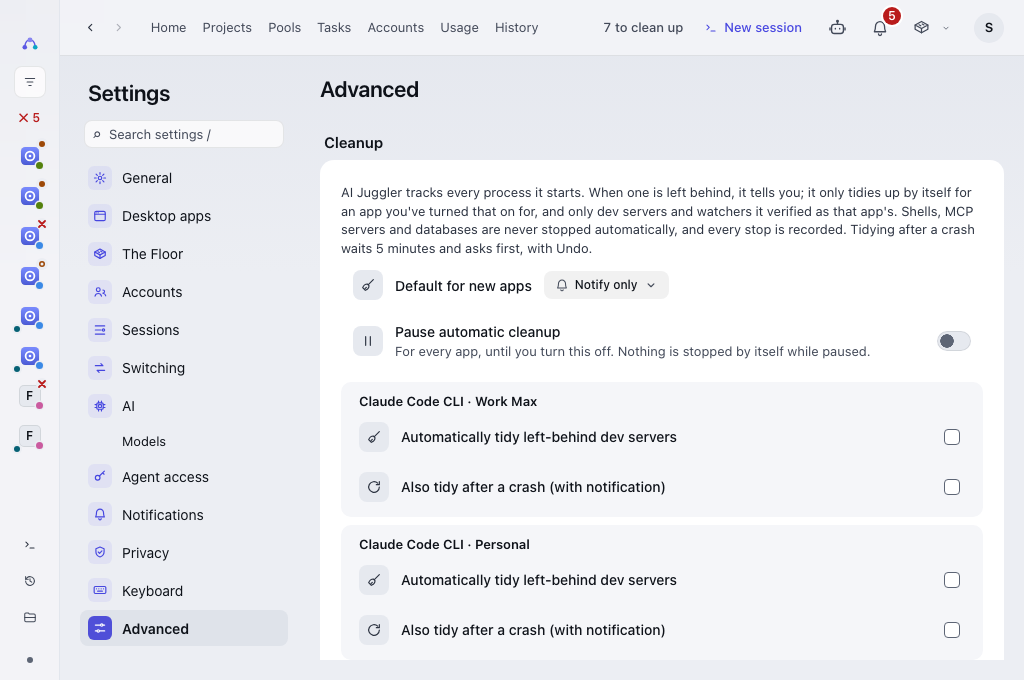 Home Projects Pools Tasks Accounts Usage History 7 to clean up New session 5 S
5
F
F
Settings
Search settings /
General
Desktop apps
The Floor
Accounts
Sessions
Switching
AI
Models
Agent access
Notifications
Privacy
Keyboard
Advanced
Advanced
Cleanup
AI Juggler tracks every process it starts. When one is left behind, it tells you; it only tidies up by itself for
an app you've turned that on for, and only dev servers and watchers it verified as that app's. Shells, MCP
servers and databases are never stopped automatically, and every stop is recorded. Tidying after a crash
waits 5 minutes and asks first, with Undo.
Default for new apps Notify only
Pause automatic cleanup
For every app, until you turn this off. Nothing is stopped by itself while paused.
Claude Code CLI · Work Max
Automatically tidy left-behind dev servers
Also tidy after a crash (with notification)
Claude Code CLI · Personal
Automatically tidy left-behind dev servers
Also tidy after a crash (with notification)